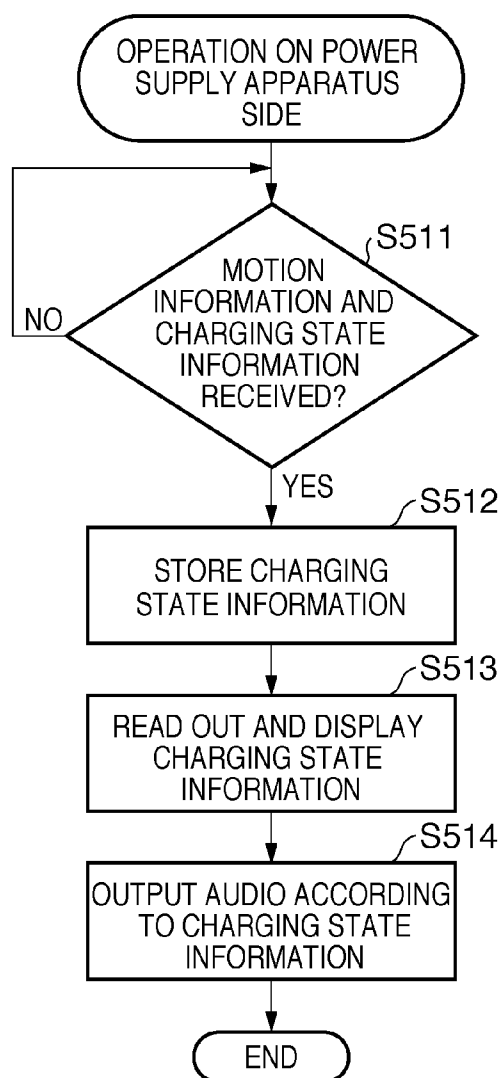 OPERATION ON POWER
SUPPLY APPARATUS
SIDE
S511
MOTION
INFORMATION AND
CHARGING STATE
INFORMATION
RECEIVED?
NO
YES
S512
STORE CHARGING
STATE INFORMATION
S513
READ OUT AND DISPLAY
CHARGING STATE
INFORMATION
S514
OUTPUT AUDIO ACCORDING
TO CHARGING STATE
INFORMATION
END